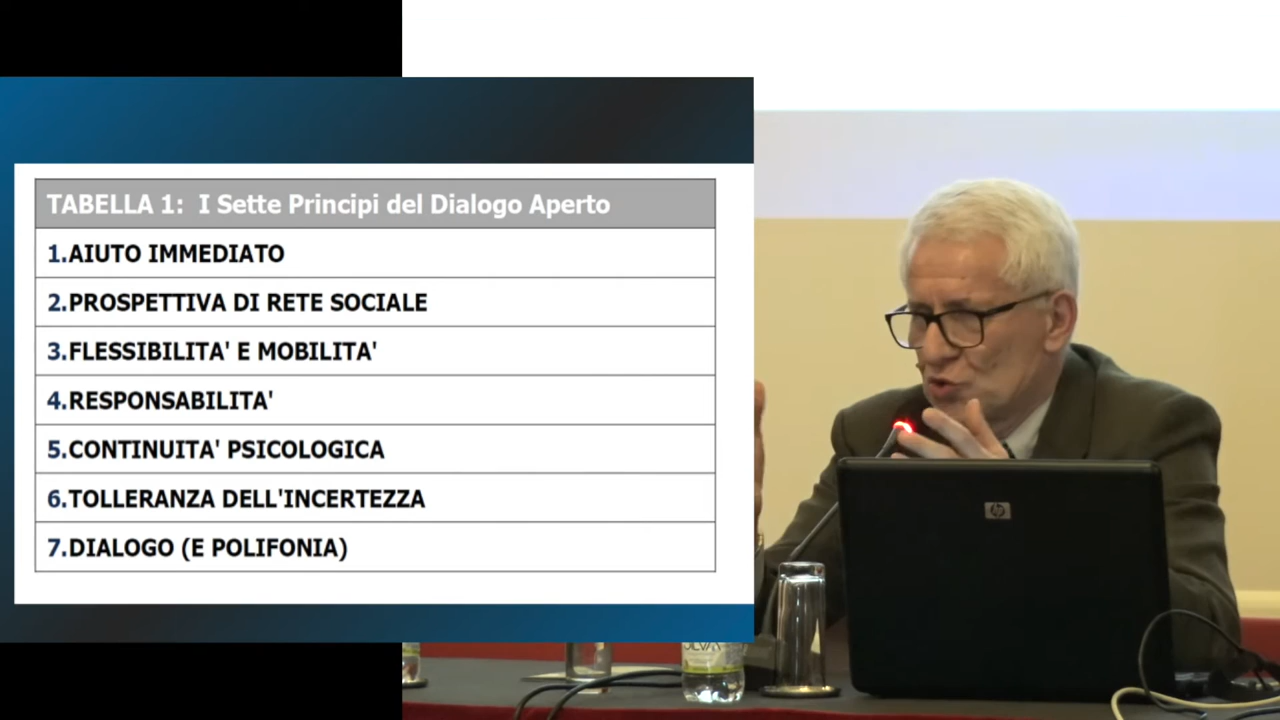 TABELLA 1: I Sette Principi del Dialogo Aperto
1.AIUTO IMMEDIATO
2.PROSPETTIVA DI RETE SOCIALE
3.FLESSIBILITA' E MOBILITA'
4.RESPONSABILITA'
5.CONTINUITA' PSICOLOGICA
6.TOLLERANZA DELL'INCERTEZZA
7.DIALOGO (E POLIFONIA)
hp